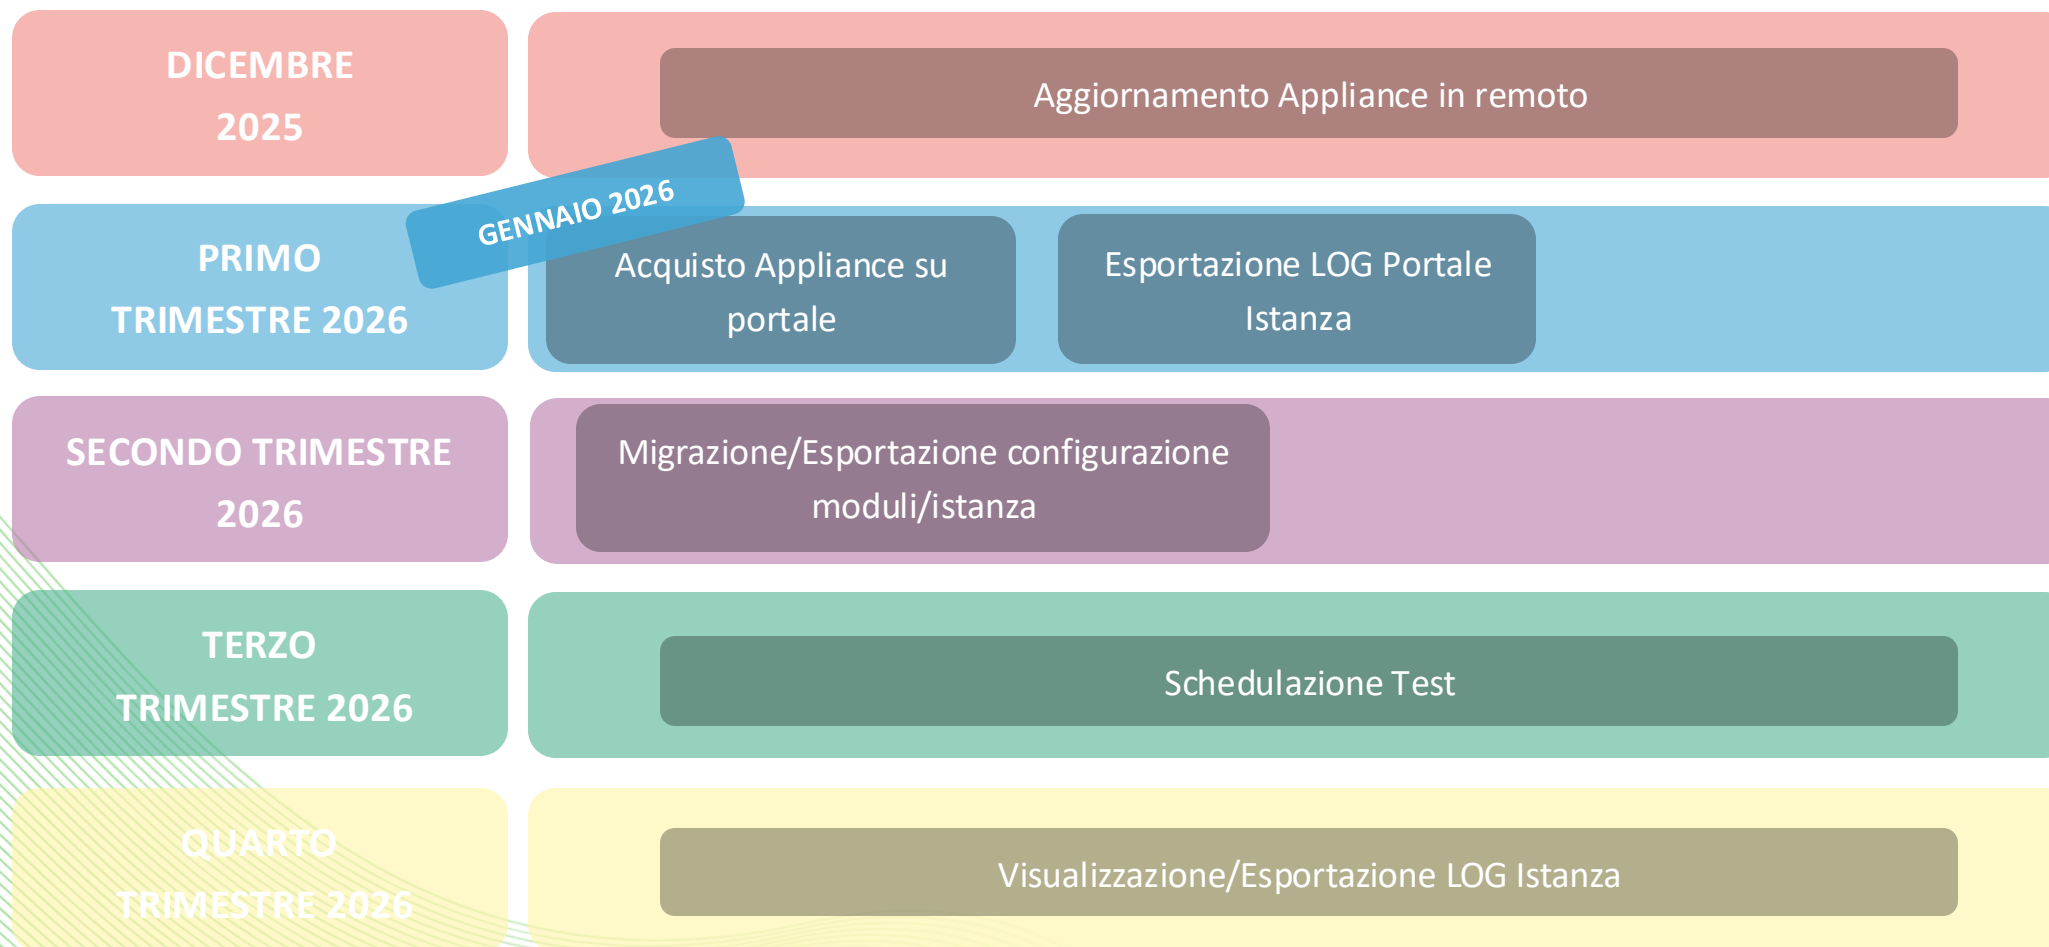 DICEMBRE
2025
Aggiornamento Appliance in remoto
GENNAIO 2026
PRIMO
TRIMESTRE 2026
Acquisto Appliance su
portale
Esportazione LOG Portale
Istanza
SECONDO TRIMESTRE
2026
Migrazione/Esportazione configurazione
moduli/istanza
TERZO
TRIMESTRE 2026
Schedulazione Test
QUARTO
TRIMESTRE 2026
Visualizzazione/Esportazione LOG Istanza